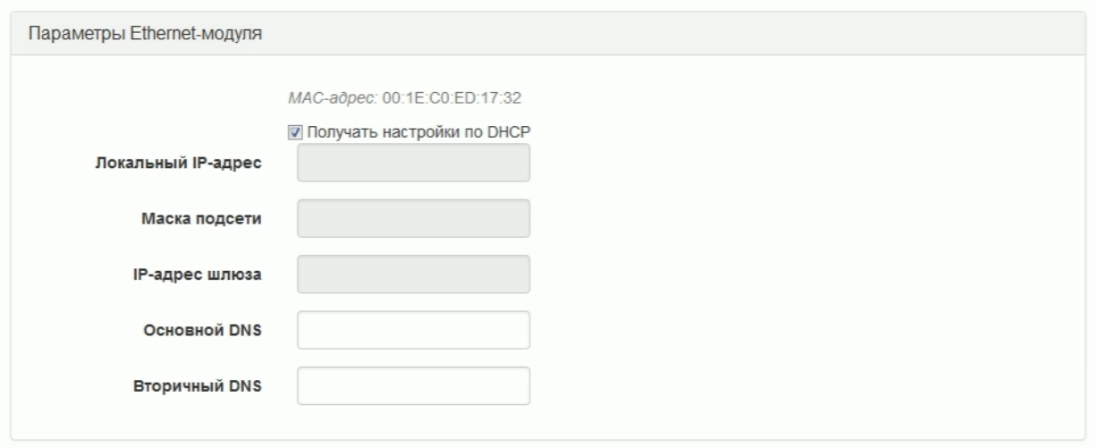 Параметры Ethernet-модуля
MAC-адрес: 00:1E:C0:ED:17:32
Получать настройки по DHCP
Локальный IP-адрес
Маска подсети
IP-адрес шлюза
Основной DNS
Вторичный DNS